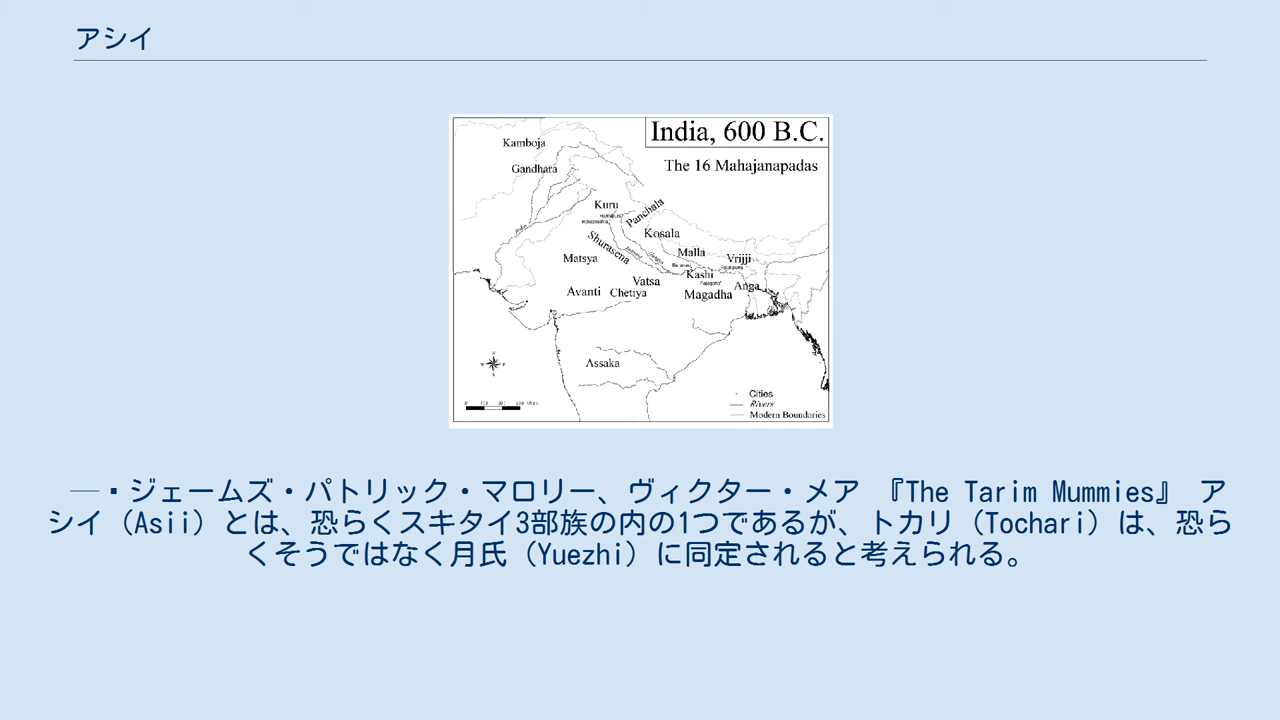 アシイ
India, 600 B.C.
The 16 Mahajanapadas
Kamboja
Gandhara
Kuru
Panchala
Kosala
Shurasena
Malla
Vrijji
Matsya
Kashi
Vatsa
Anga
Avanti
Chetiya
Magadha
Assaka
Cities
Rivers
Modern Boundaries
―・ジェームズ・パトリック・マロリー、ヴィクター・メア 『The Tarim Mummies』 ア
シイ（Asii）とは、恐らくスキタイ3部族の内の1つであるが、トカリ（Tochari）は、恐ら
くそうではなく月氏（Yuezhi）に同定されると考えられる。